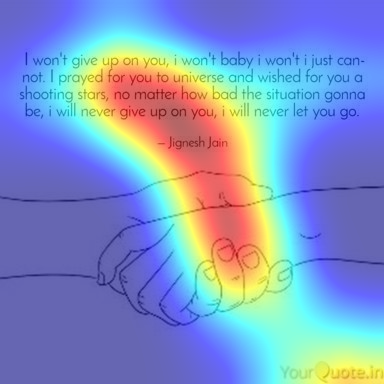 I won't give up on you, i won't baby i won't i just can-
not. I prayed for you to universe and wished for you a
shooting stars, no matter how bad the situation gonna
be, i will never give up on you, i will never let you go.
– Jignesh Jain
YourQuote.in